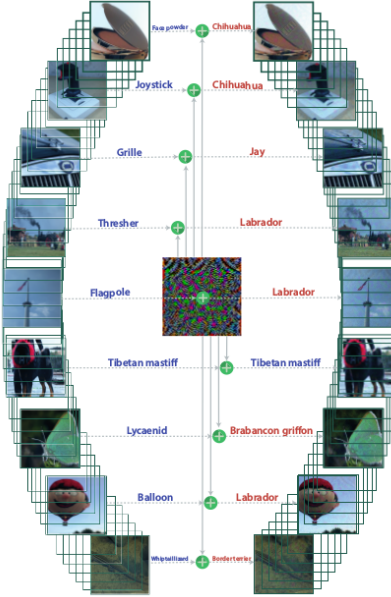 Face powder Chihuahua
Joystick Chihuahua
Grille Jay
Thresher Labrador
Flagpole Labrador
Tibetan mastiff Tibetan mastiff
Lycaenid Brabancon griffon
Balloon Labrador
Whiptail lizard Border terrier